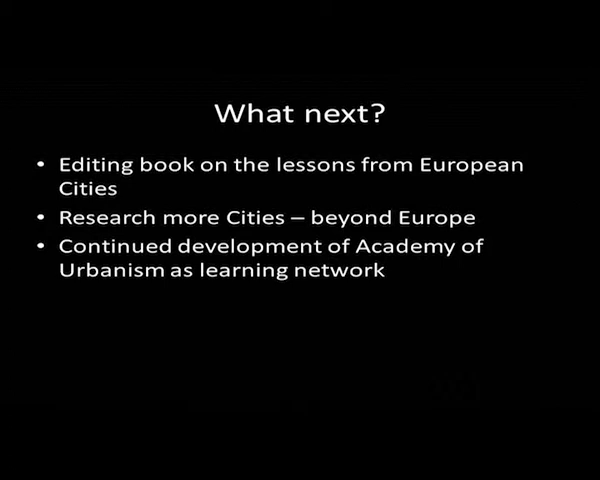 What next?
• Editing book on the lessons from European
Cities
• Research more Cities – beyond Europe
• Continued development of Academy of
Urbanism as learning network